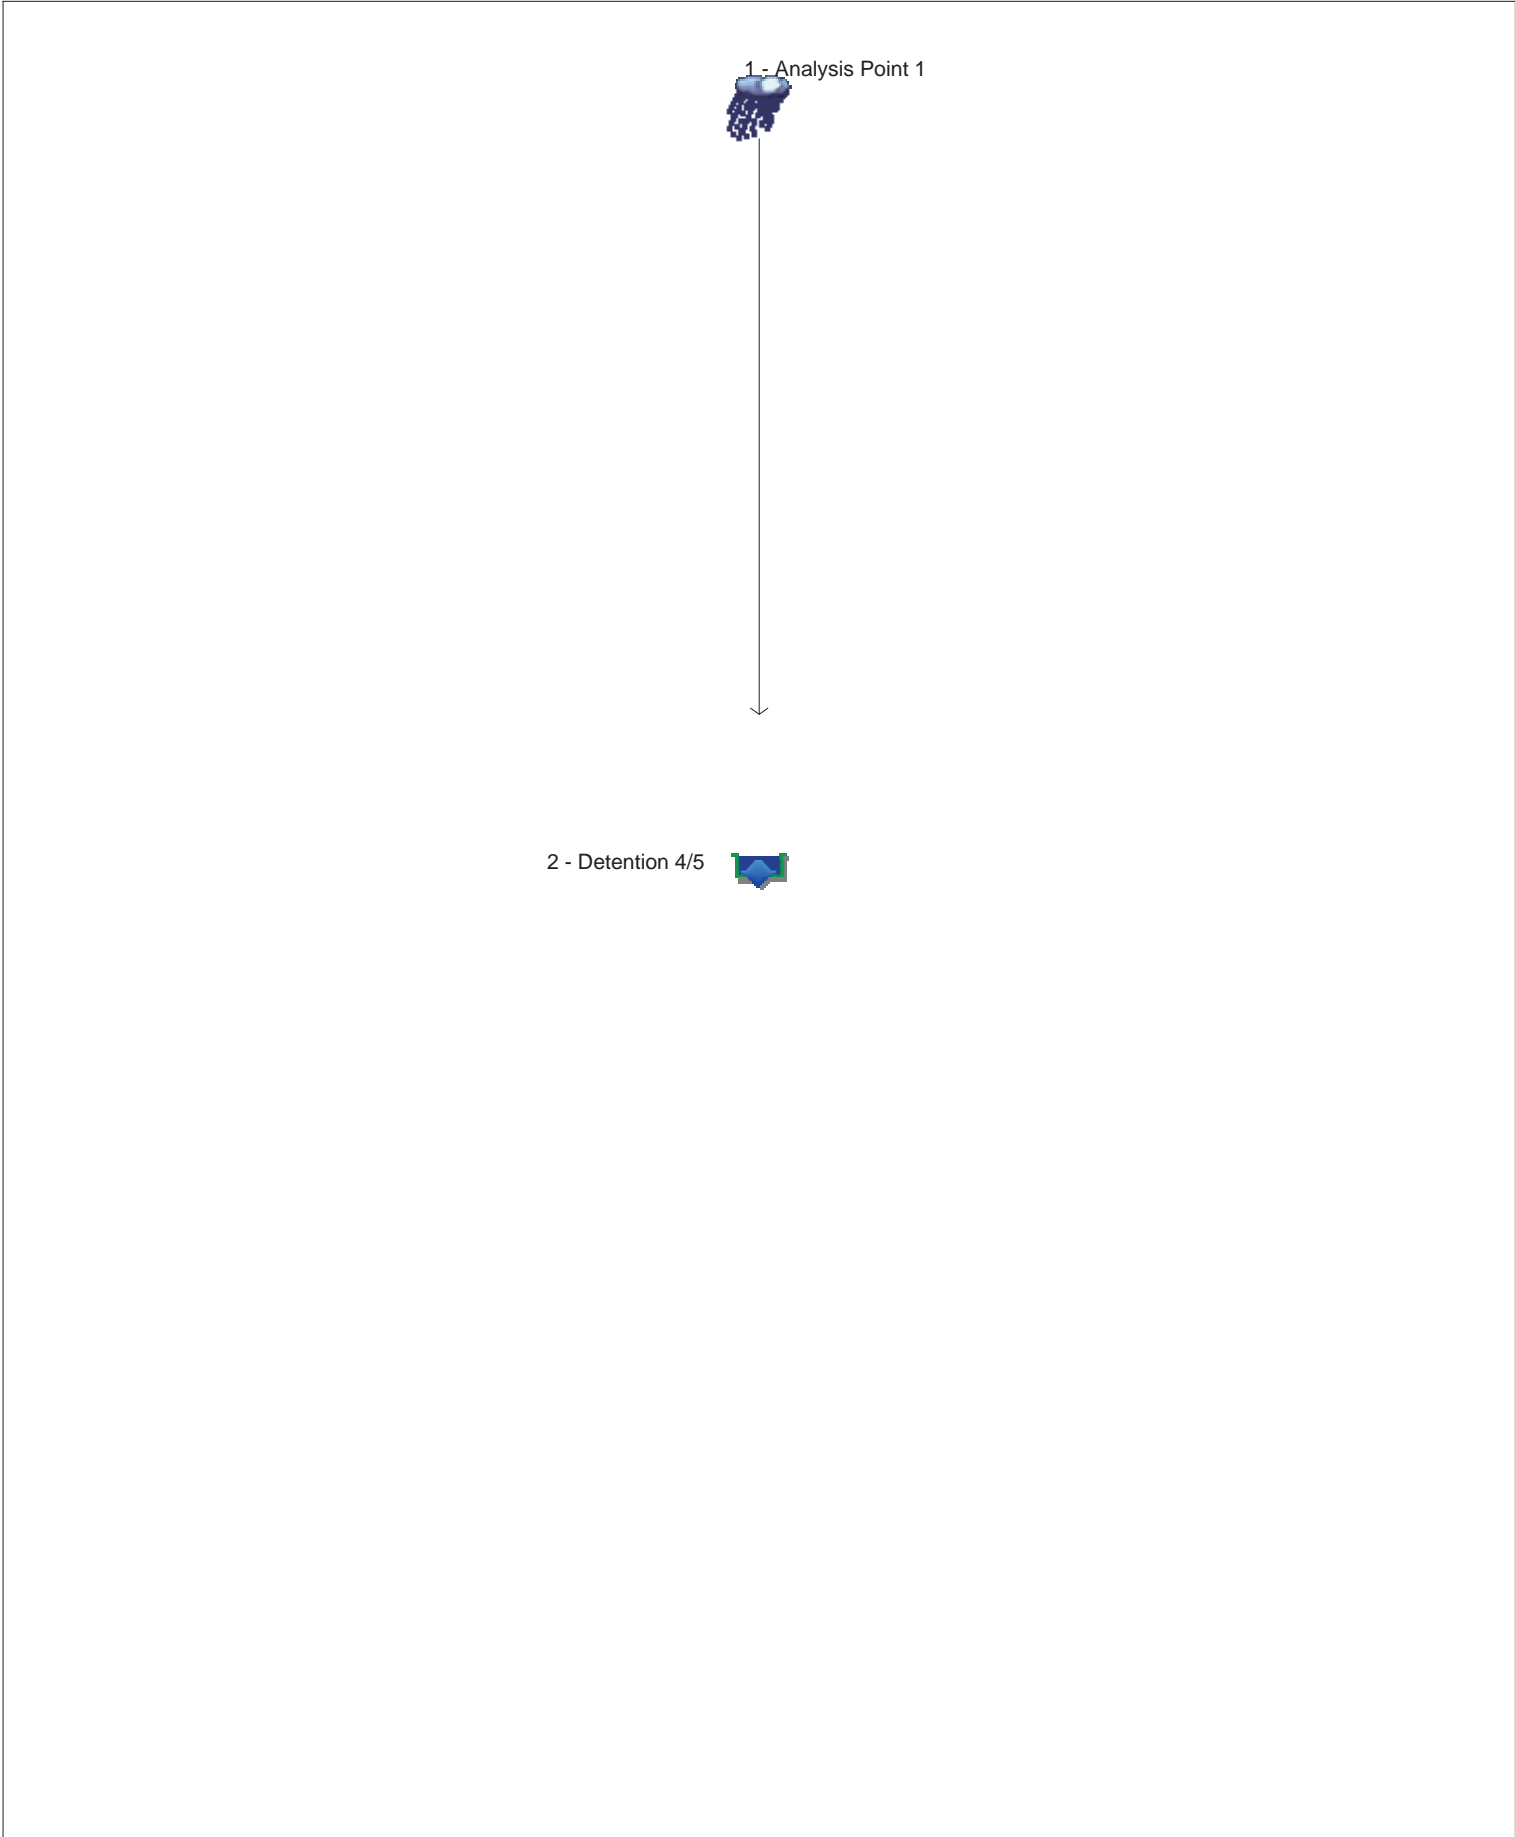 1 - Analysis Point 1
2 - Detention 4/5